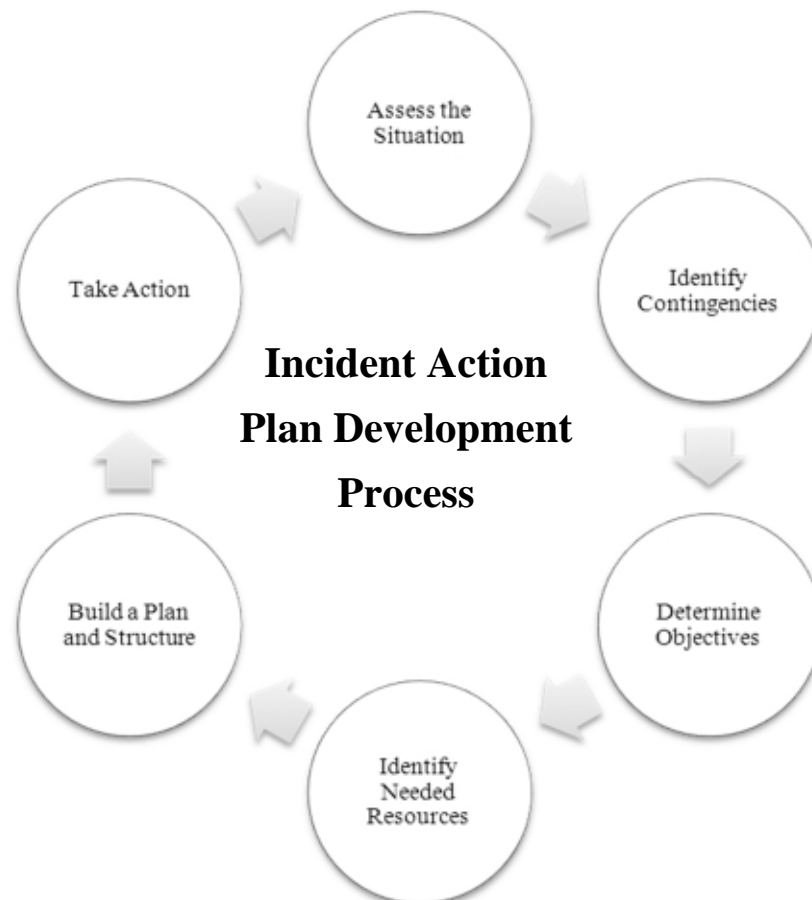 Assess the
Situation
Identify
Contingencies
Determine
Objectives
Identify
Needed
Resources
Build a Plan
and Structure
Take Action
Incident Action
Plan Development
Process